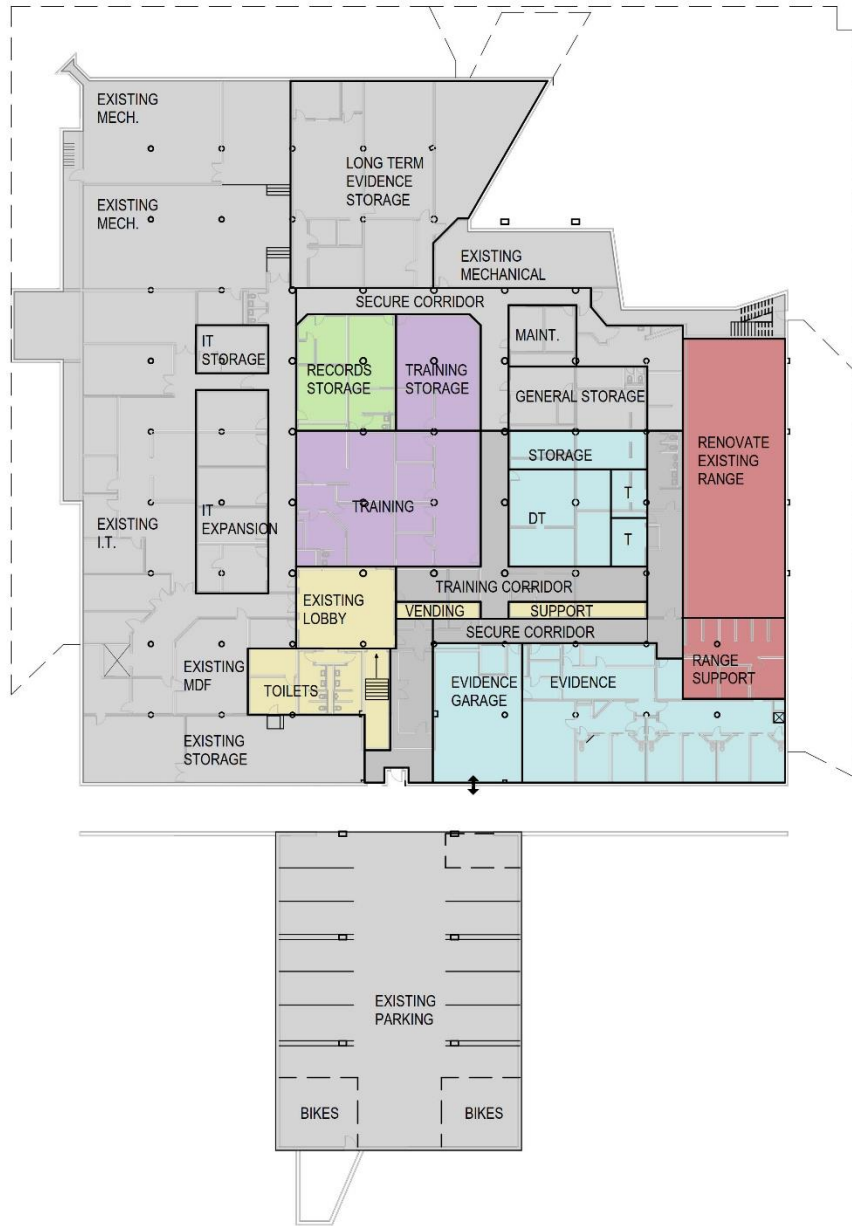 EXISTING
MECH.
LONG TERM
EVIDENCE
STORAGE
EXISTING
MECH.
EXISTING
MECHANICAL
SECURE CORRIDOR
IT
STORAGE
MAINT.
RECORDS
STORAGE
TRAINING
STORAGE
GENERAL STORAGE
RENOVATE
EXISTING
RANGE
STORAGE
T
TRAINING
DT
EXISTING
I.T.
IT
EXPANSION
T
TRAINING CORRIDOR
EXISTING
LOBBY
VENDING
SUPPORT
SECURE CORRIDOR
EXISTING
MDF
TOILETS
EVIDENCE
GARAGE
EVIDENCE
RANGE
SUPPORT
EXISTING
STORAGE
EXISTING
PARKING
BIKES
BIKES